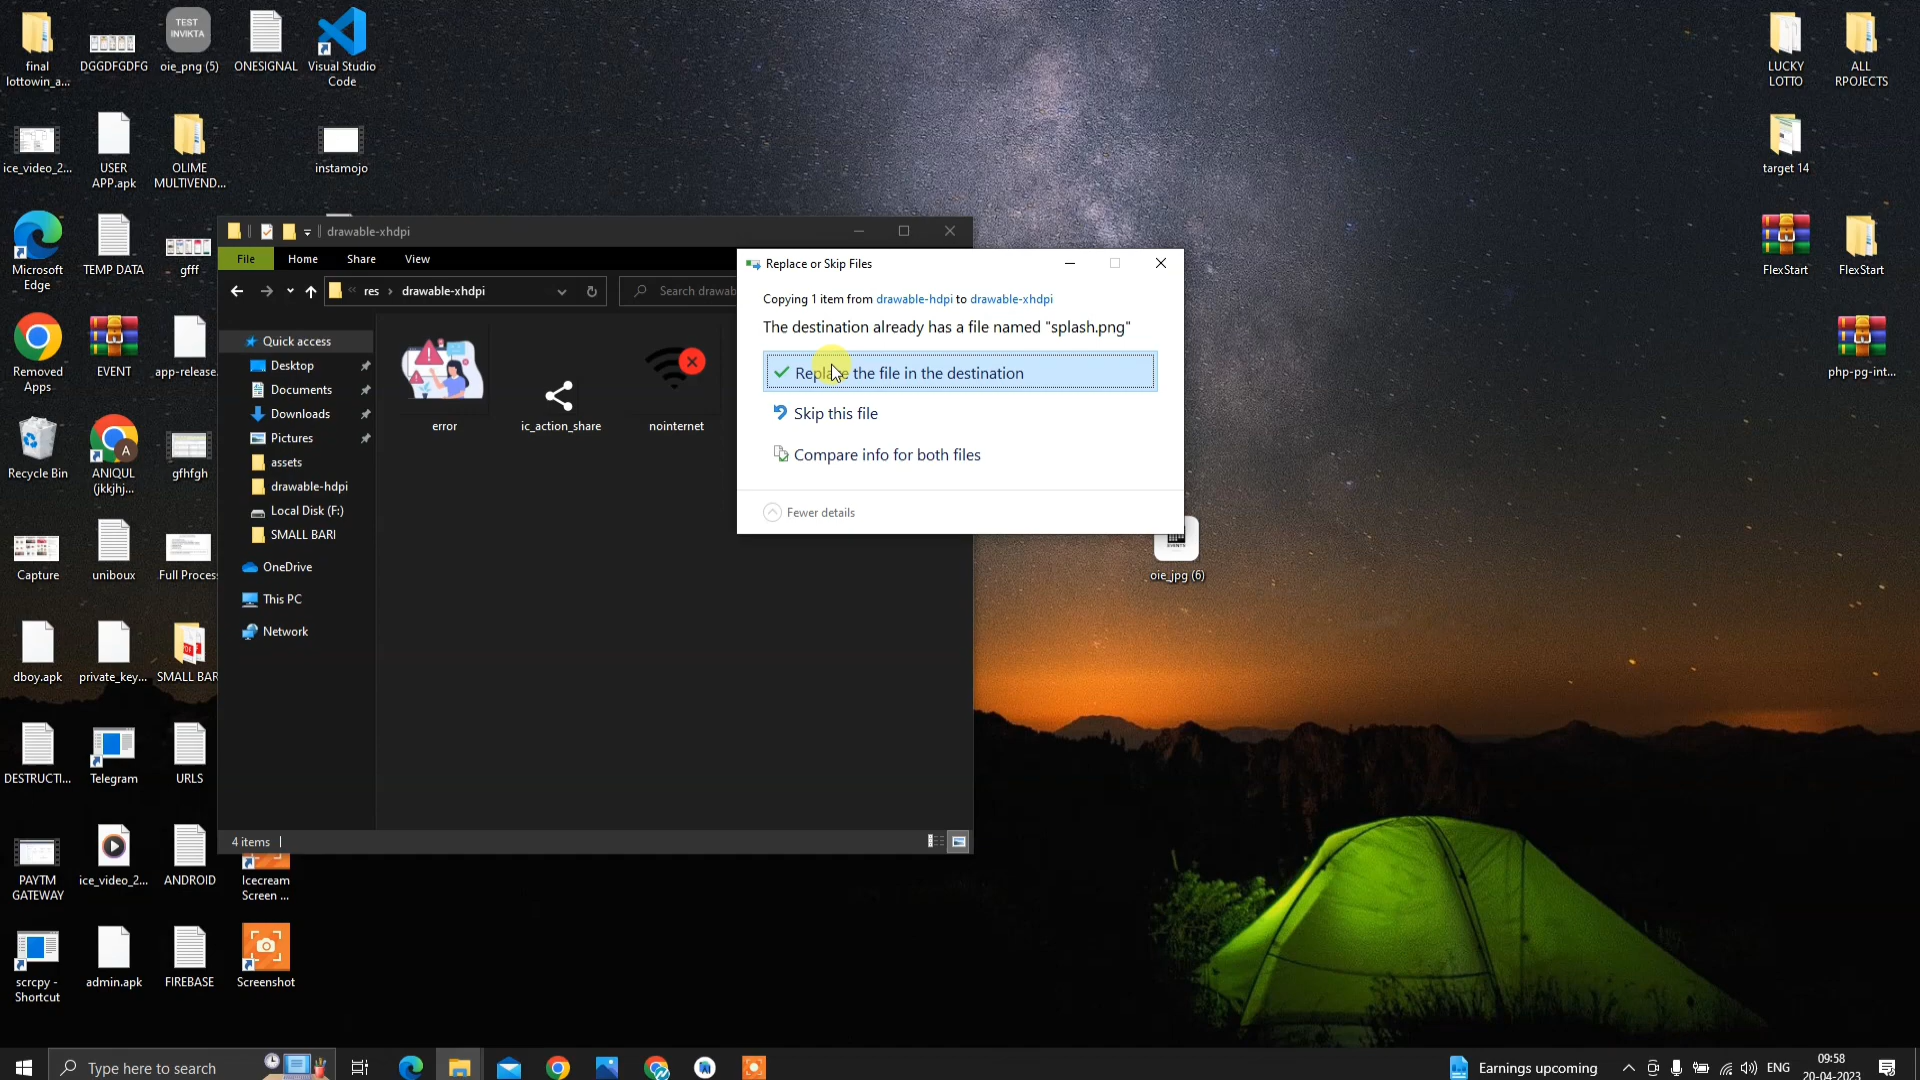 final
lottowin_a...
DGGDFGDFG
TEST
INVIKTA
oie_png (5)
ONESIGNAL
Visual Studio
Code
LUCKY
LOTTO
ALL
RPOJECTS
ice_video_2...
USER
APP.apk
OLIME
MULTIVEND...
instamojo
target 14
Microsoft
Edge
TEMP DATA
gfff
FlexStart
FlexStart
Removed
Apps
EVENT
app-release.
php-pg-int...
Recycle Bin
ANIQUL
(jkkjhj...
gfhfgh
Capture
uniboux
Full Proces
dboy.apk
private_key...
SMALL BAR
DESTRUCTI...
Telegram
URLS
PAYTM
GATEWAY
ice_video_2...
ANDROID
Icecream
Screen ...
scrcpy -
Shortcut
admin.apk
FIREBASE
Screenshot
drawable-xhdpi
File
Home
Share
View
res
drawable-xhdpi
Search drawab
Quick access
Desktop
Documents
Downloads
Pictures
assets
drawable-hdpi
Local Disk (F:)
SMALL BARI
OneDrive
This PC
Network
error
ic_action_share
nointernet
4 items
Replace or Skip Files
Copying 1 item from drawable-hdpi to drawable-xhdpi
The destination already has a file named "splash.png"
Replace the file in the destination
Skip this file
Compare info for both files
Fewer details
EVENTS
oie_jpg (6)
Type here to search
Earnings upcoming
ENG
09:58
20-04-2023